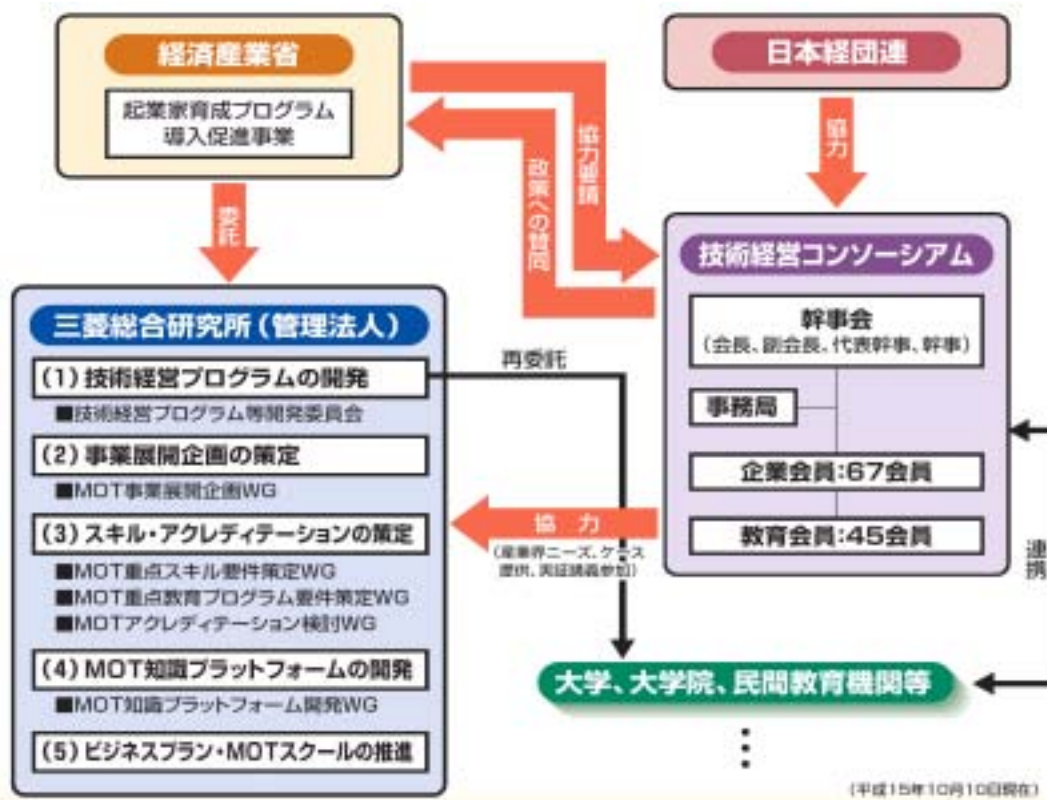 経済産業省
起業家育成プログラム
導入促進事業
日本経団連
協力
協力要請
政策への賛同
委託
技術経営コンソーシアム
幹事会
(会長、副会長、代表幹事、幹事)
事務局
企業会員:67会員
教育会員:45会員
三菱総合研究所(管理法人)
(1)技術経営プログラムの開発
■技術経営プログラム等開発委員会
(2)事業展開企画の策定
■MOT事業展開企画WG
(3)スキル・アクレディテーションの策定
■MOT重点スキル要件策定WG
■MOT重点教育プログラム要件策定WG
■MOTアクレディテーション検討WG
(4)MOT知識プラットフォームの開発
■MOT知識プラットフォーム開発WG
(5)ビジネスプラン・MOTスクールの推進
再委託
協力
(産業界ニーズ、ケース
提供、実証講義参加)
連携
大学、大学院、民間教育機関等
(平成15年10月10日現在)